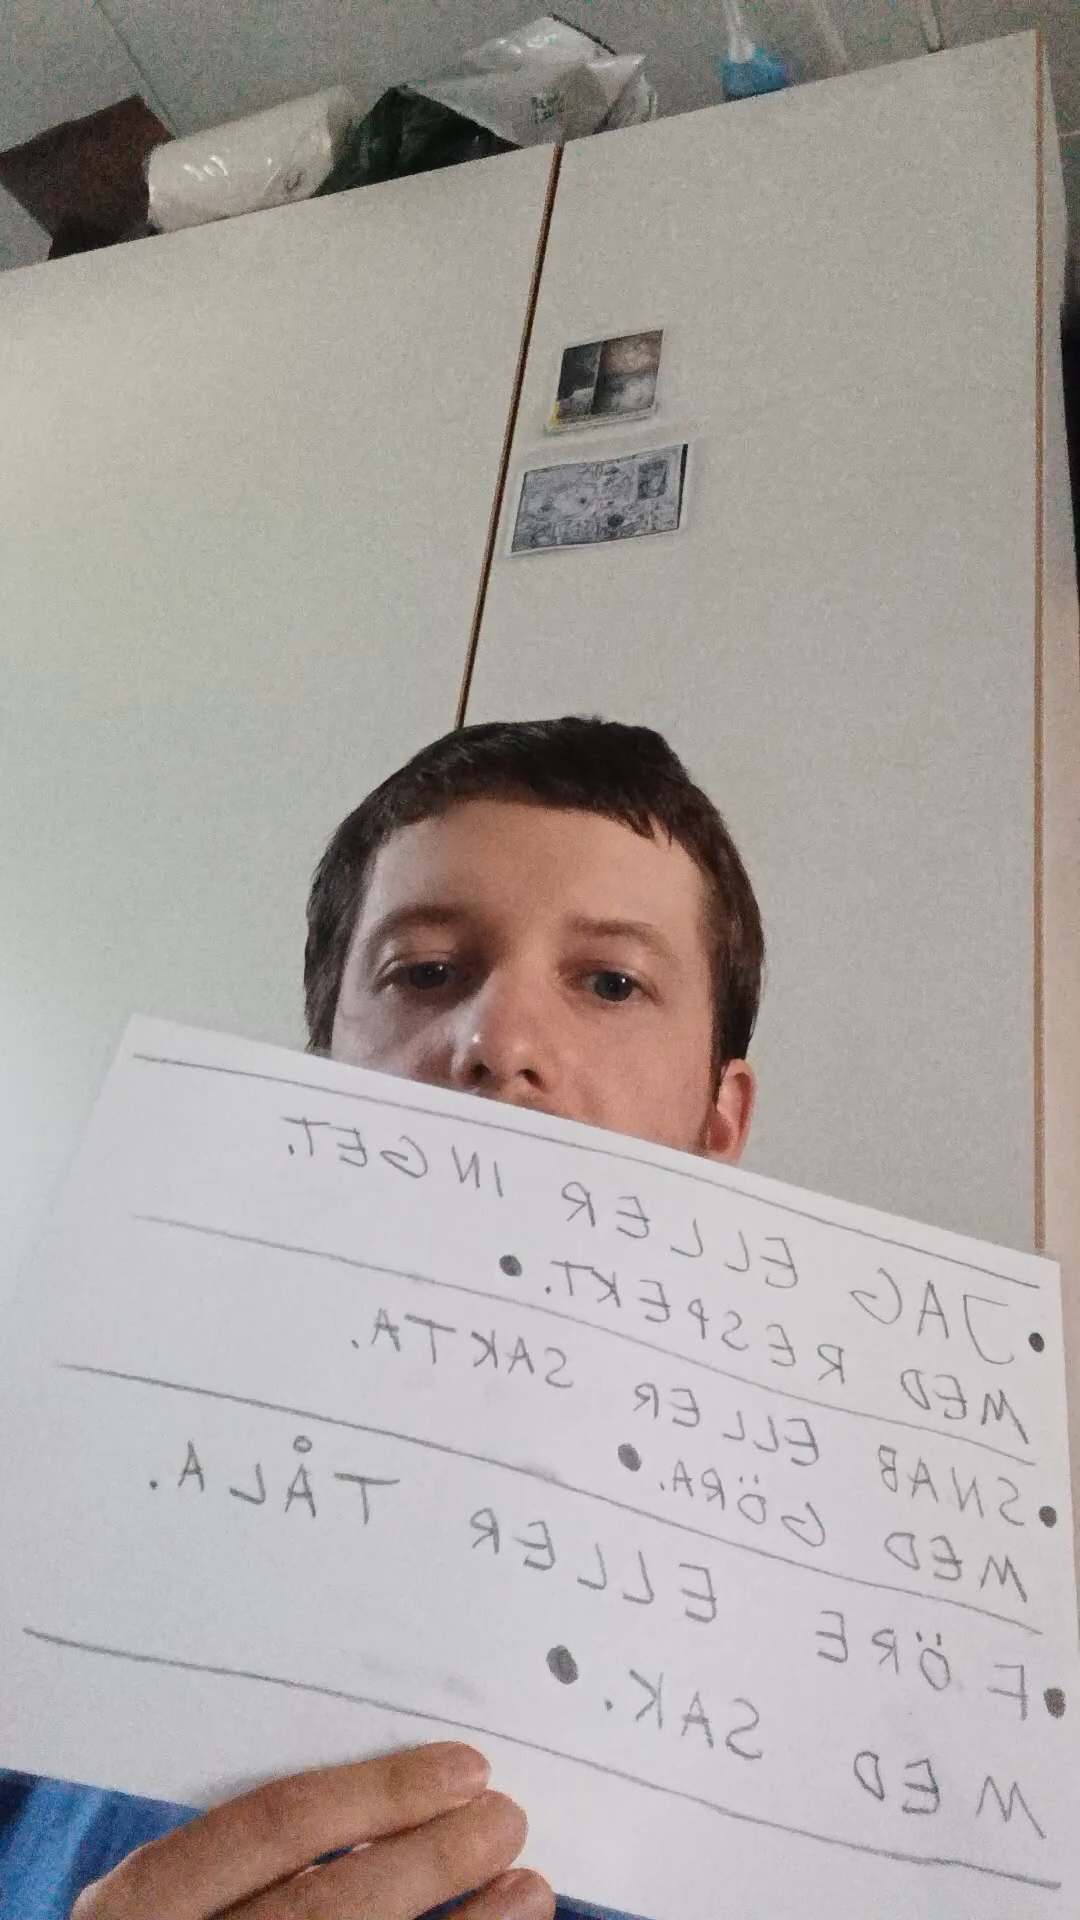 • JAG ELLER INGET.
MED RESPEKT. •
• SNAB ELLER SAKTA.
MED GÖRA. •
• FÖRE ELLER TÅLA.
MED SAK. •